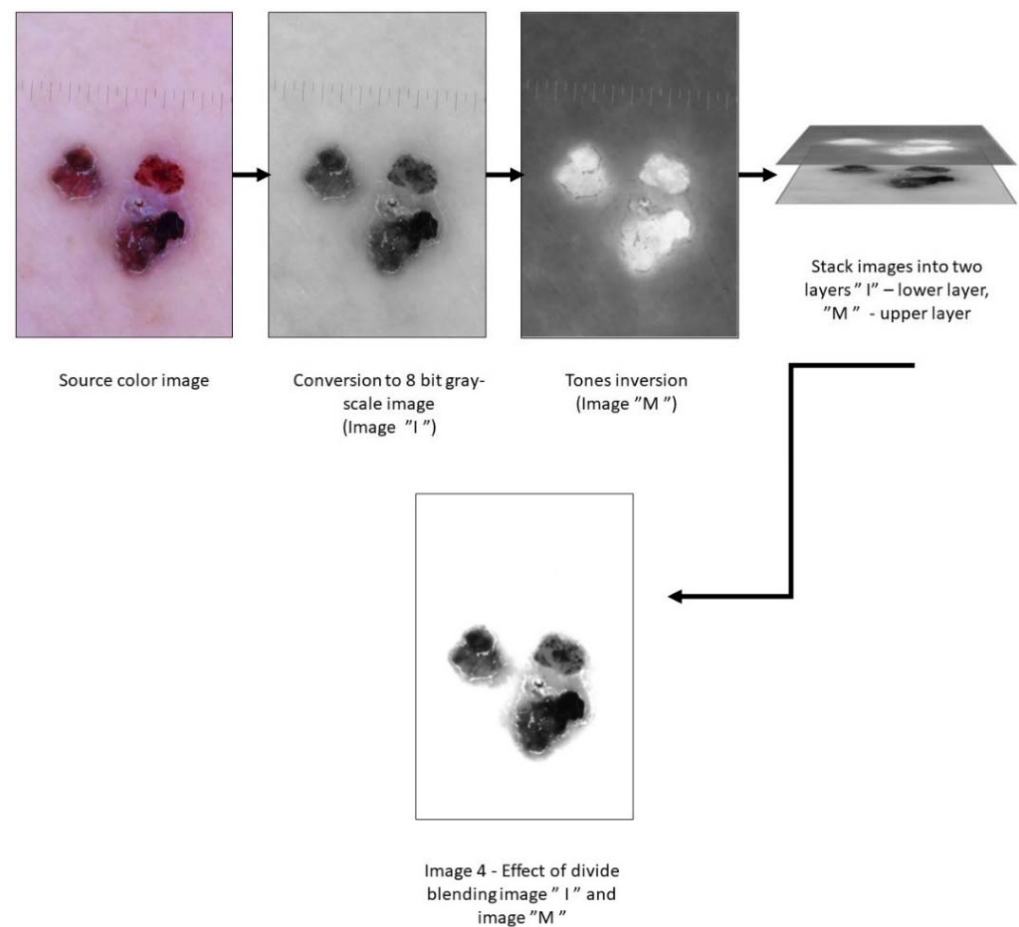 Source color image
Conversion to 8 bit gray-
scale image
(Image ″I ″)
Tones inversion
(Image ″M ″)
Stack images into two
layers ″ I″ – lower layer,
″M ″ - upper layer
Image 4 - Effect of divide
blending image ″ I ″ and
image ″M ″